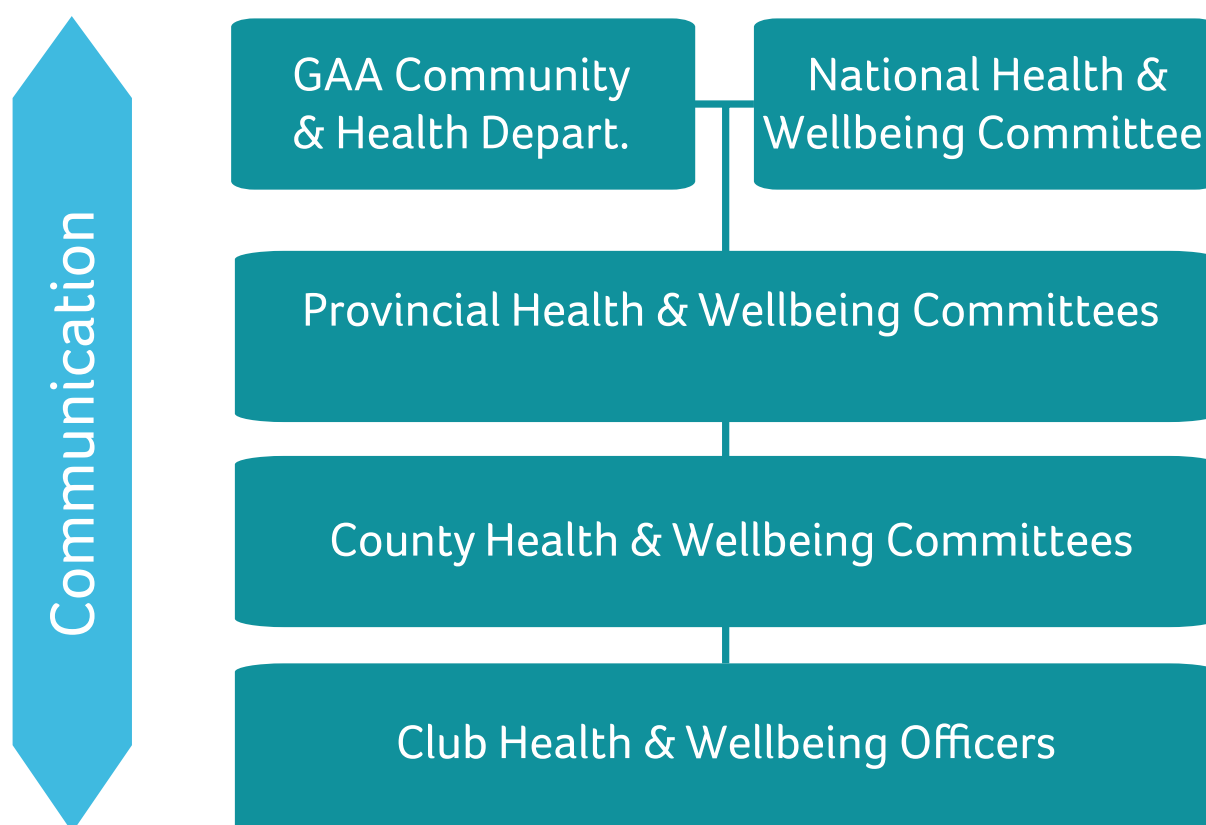 GAA Community
& Health Depart.
National Health &
Wellbeing Committee
Communication
Provincial Health & Wellbeing Committees
County Health & Wellbeing Committees
Club Health & Wellbeing Officers